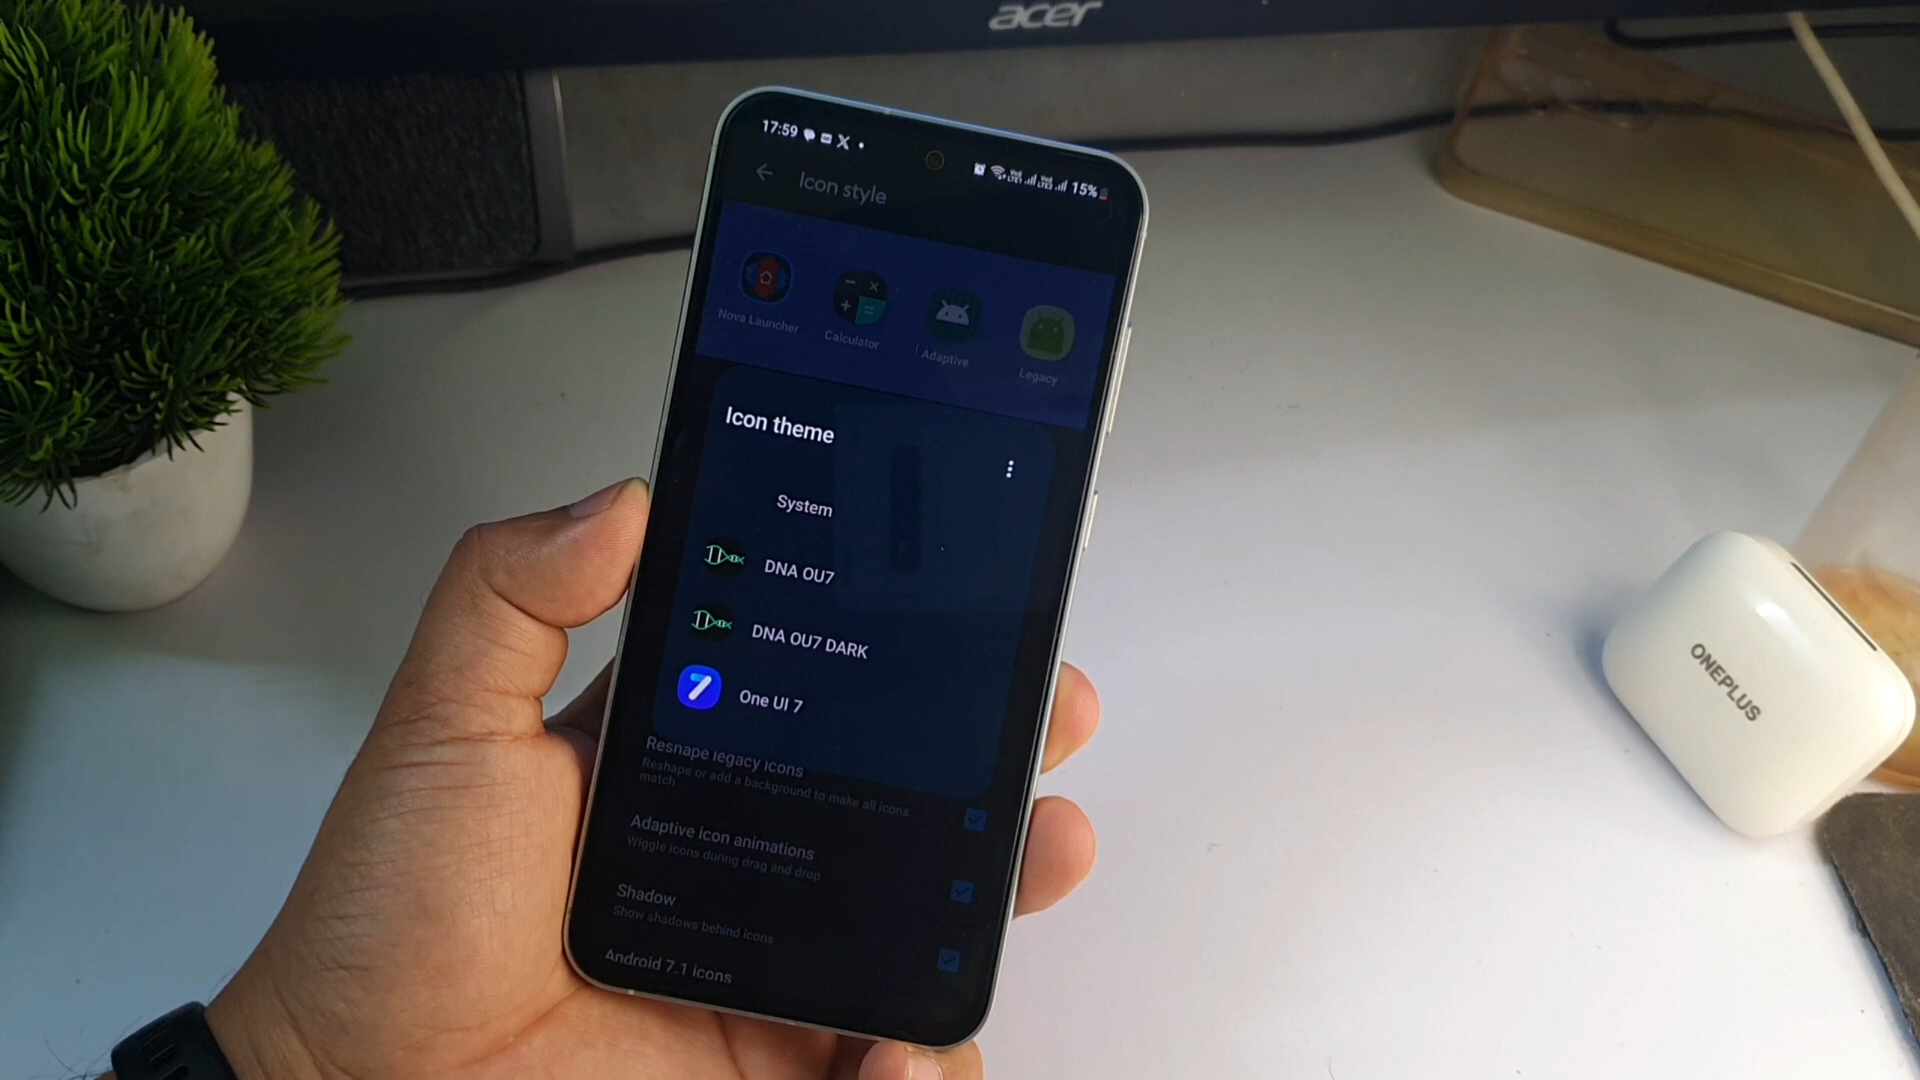 acer
17:59
15%
Icon style
Nova Launcher
Calculator
Adaptive
Legacy
Icon theme
System
DNA OU7
DNA OU7 DARK
7
One UI 7
Reshape legacy icons
Reshape or add a background to make all icons
match
Adaptive icon animations
Wiggle icons during drag and drop
Shadow
Show shadows behind icons
Android 7.1 icons
ONEPLUS